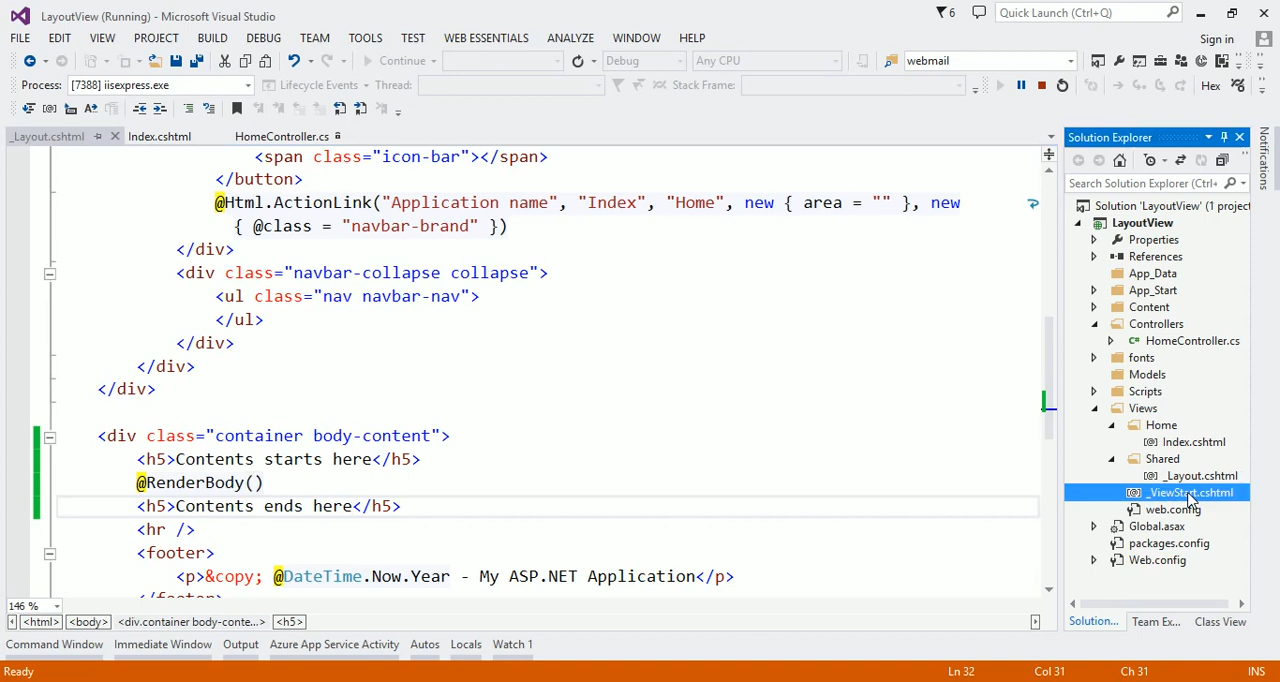 LayoutView (Running) - Microsoft Visual Studio
6
Quick Launch (Ctrl+Q)
FILE EDIT VIEW PROJECT BUILD DEBUG TEAM TOOLS TEST WEB ESSENTIALS ANALYZE WINDOW HELP
Sign in
Continue
Debug
Any CPU
webmail
Process: [7388] iisexpress.exe
Lifecycle Events
Thread:
Stack Frame:
Hex
_Layout.cshtml
Index.cshtml
HomeController.cs
<span class="icon-bar"></span>
</button>
@Html.ActionLink("Application name", "Index", "Home", new { area = "" }, new
{ @class = "navbar-brand" })
</div>
<div class="navbar-collapse collapse">
<ul class="nav navbar-nav">
</ul>
</div>
</div>
</div>
<div class="container body-content">
<h5>Contents starts here</h5>
@RenderBody()
<h5>Contents ends here</h5>
<hr />
<footer>
<p>&copy; @DateTime.Now.Year - My ASP.NET Application</p>
</footer>
146 %
<html> <body> <div.container body-conte...> <h5>
Solution Explorer
Search Solution Explorer (Ctrl+
Solution 'LayoutView' (1 project
LayoutView
Properties
References
App_Data
App_Start
Content
Controllers
HomeController.cs
fonts
Models
Scripts
Views
Home
Index.cshtml
Shared
_Layout.cshtml
_ViewStart.cshtml
web.config
Global.asax
packages.config
Web.config
Solution... Team Ex... Class View
Notifications
Command Window Immediate Window Output Azure App Service Activity Autos Locals Watch 1
Ready
Ln 32 Col 31 Ch 31 INS